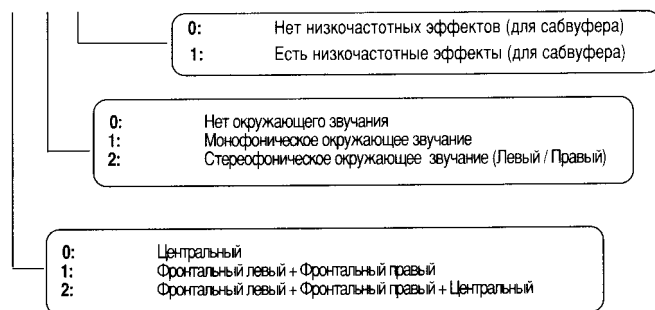 0: Нет низкочастотных эффектов (для сабвуфера)
1: Есть низкочастотные эффекты (для сабвуфера)
0: Нет окружающего звучания
1: Монофоническое окружающее звучание
2: Стереофоническое окружающее звучание (Левый / Правый)
0: Центральный
1: Фронтальный левый + Фронтальный правый
2: Фронтальный левый + Фронтальный правый + Центральный